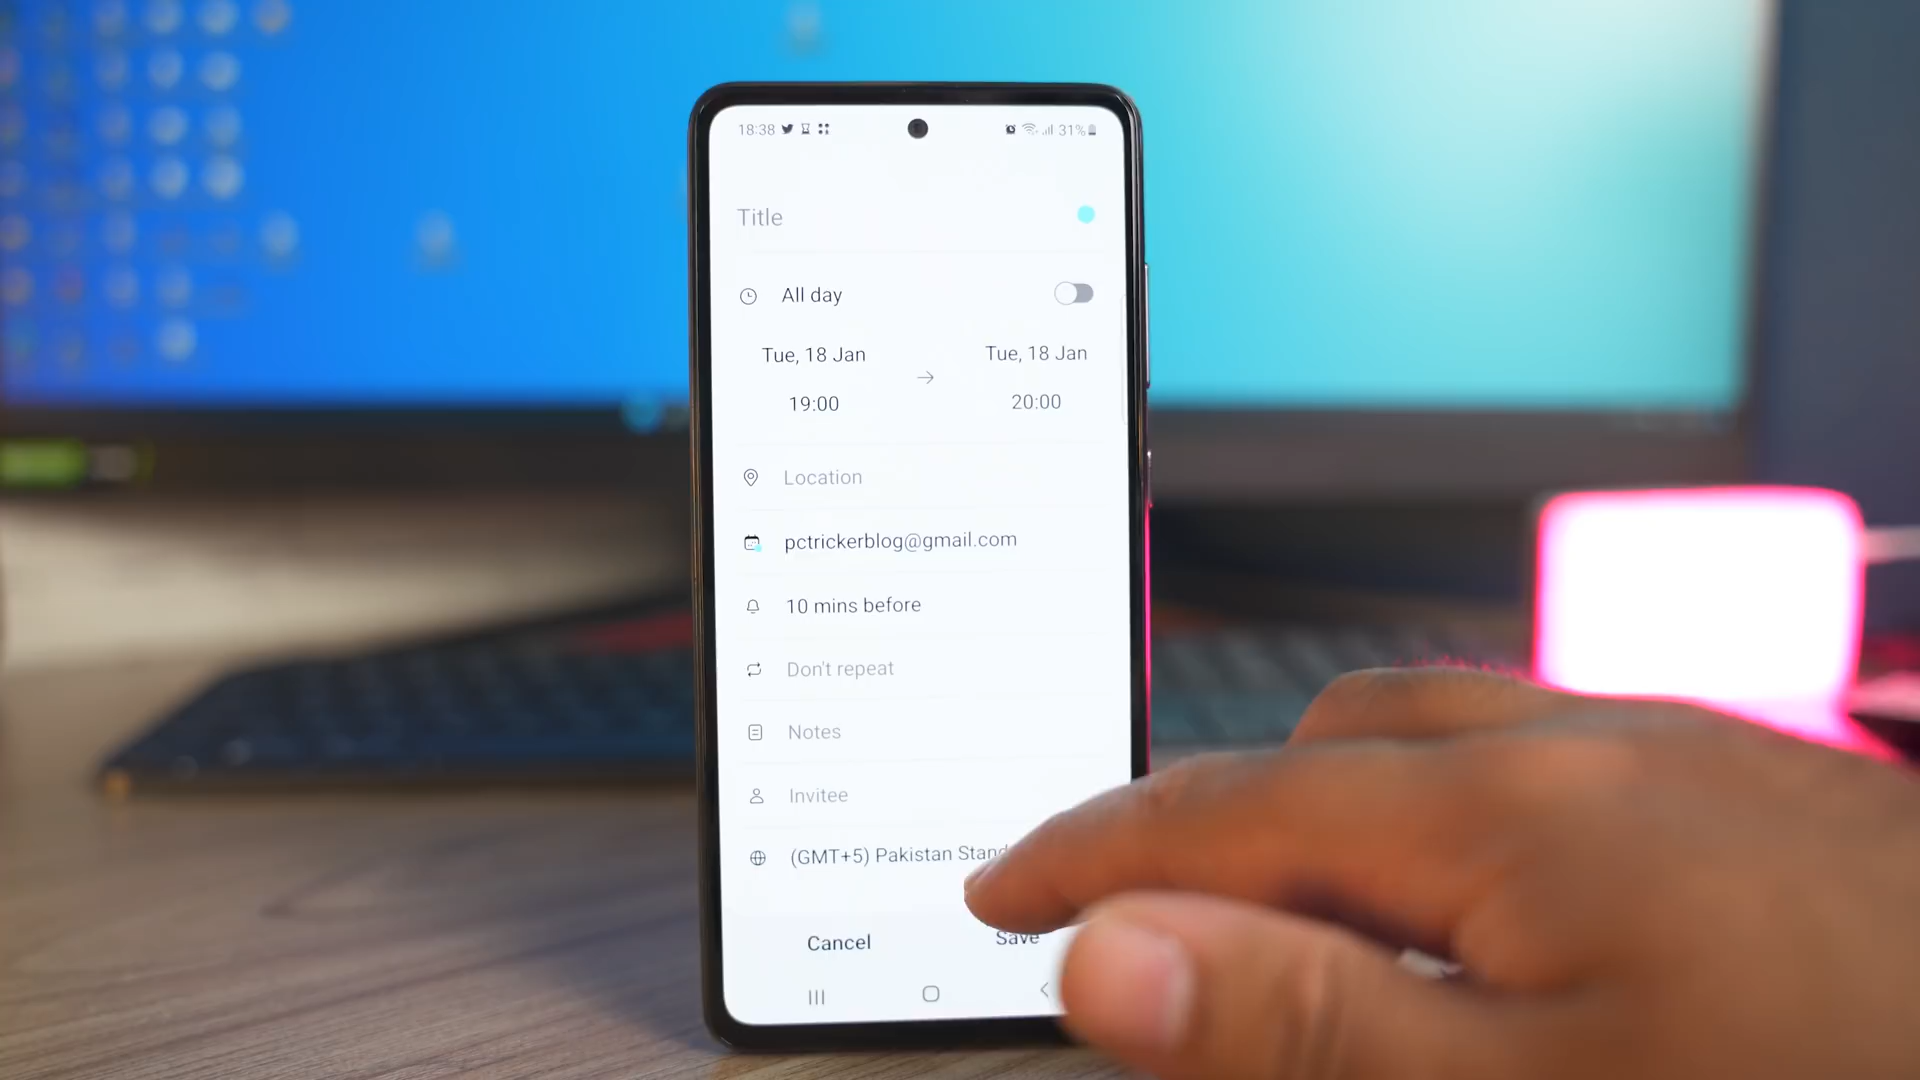 18:38 31%
Title
All day
Tue, 18 Jan Tue, 18 Jan
19:00 20:00
Location
pctrickerblog@gmail.com
10 mins before
Don't repeat
Notes
Invitee
(GMT+5) Pakistan Stand
Cancel Save